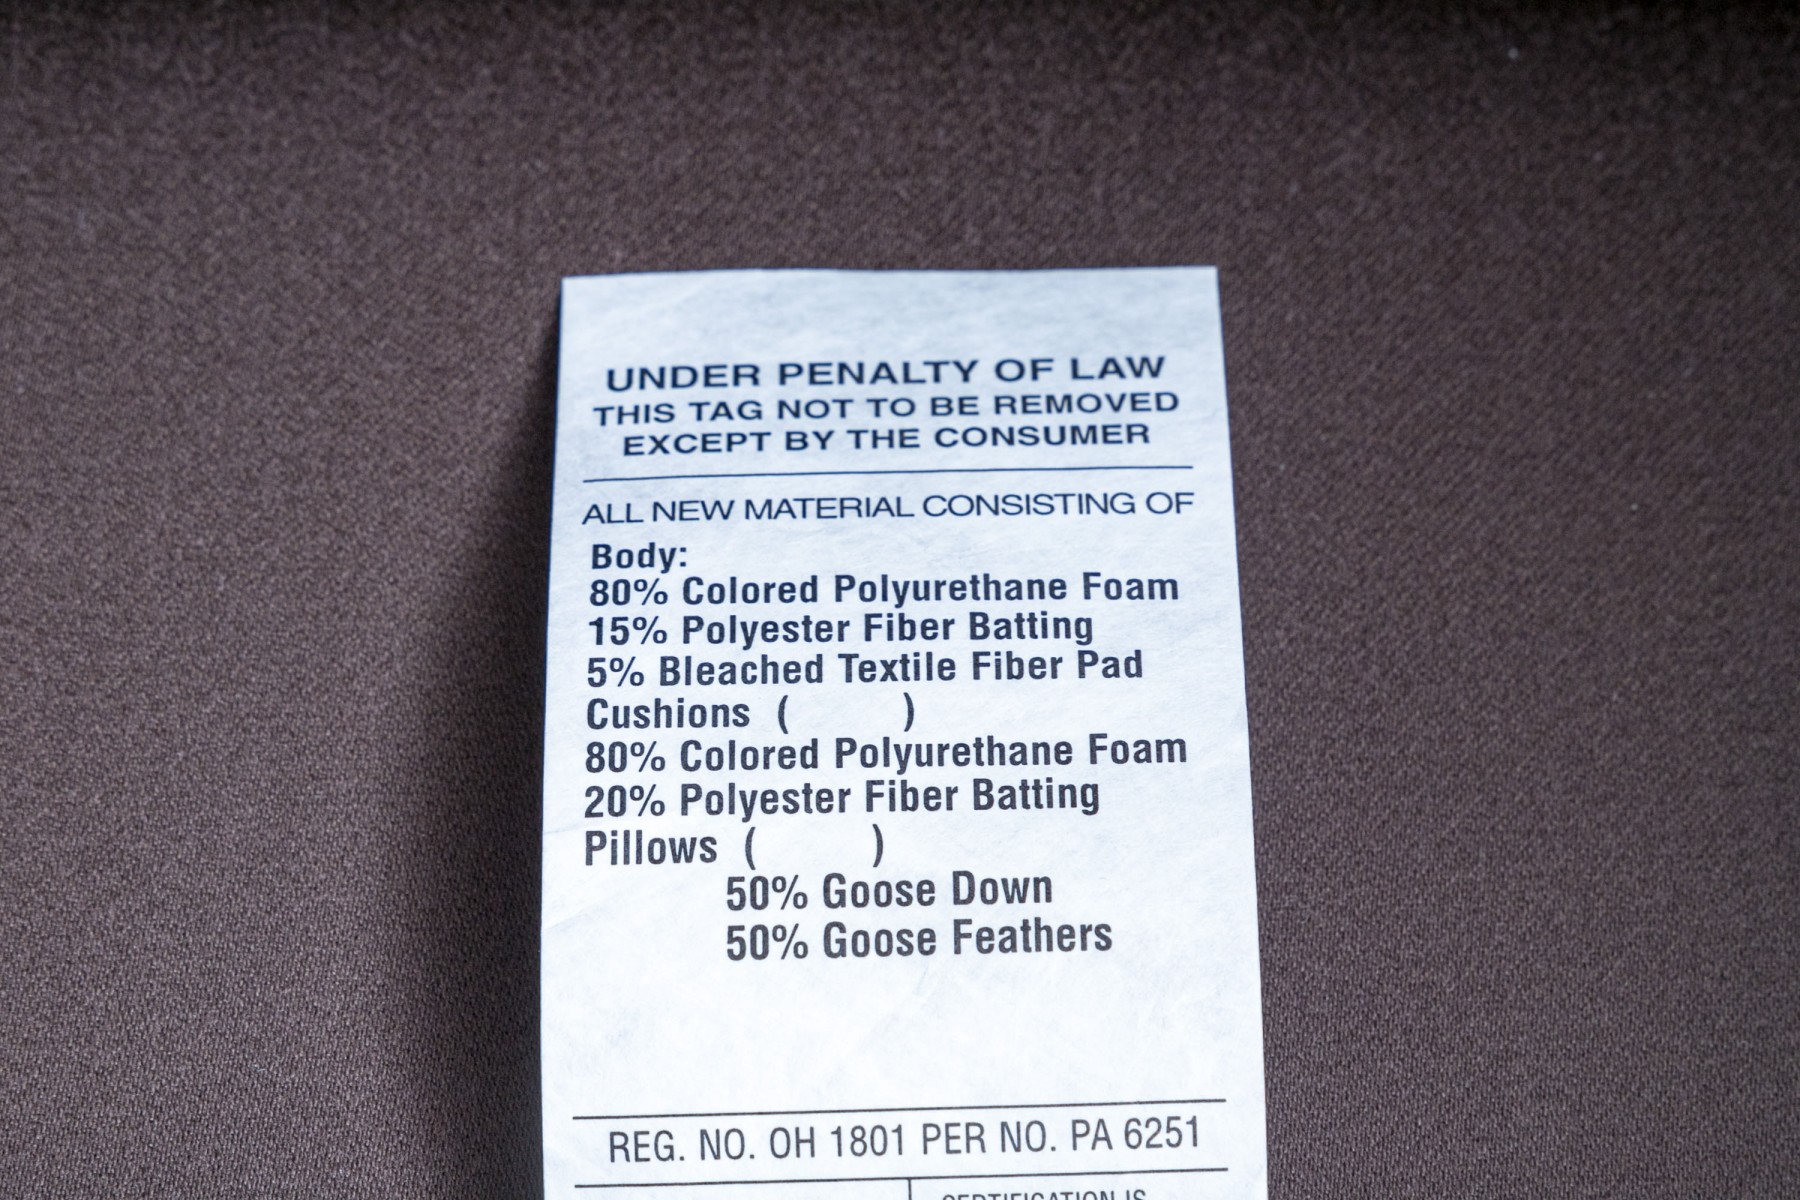 UNDER PENALTY OF LAW
THIS TAG NOT TO BE REMOVED
EXCEPT BY THE CONSUMER
ALL NEW MATERIAL CONSISTING OF
Body:
80% Colored Polyurethane Foam
15% Polyester Fiber Batting
5% Bleached Textile Fiber Pad
Cushions ( )
80% Colored Polyurethane Foam
20% Polyester Fiber Batting
Pillows ( )
50% Goose Down
50% Goose Feathers
REG. NO. OH 1801 PER NO. PA 6251
CERTIFICATION IS